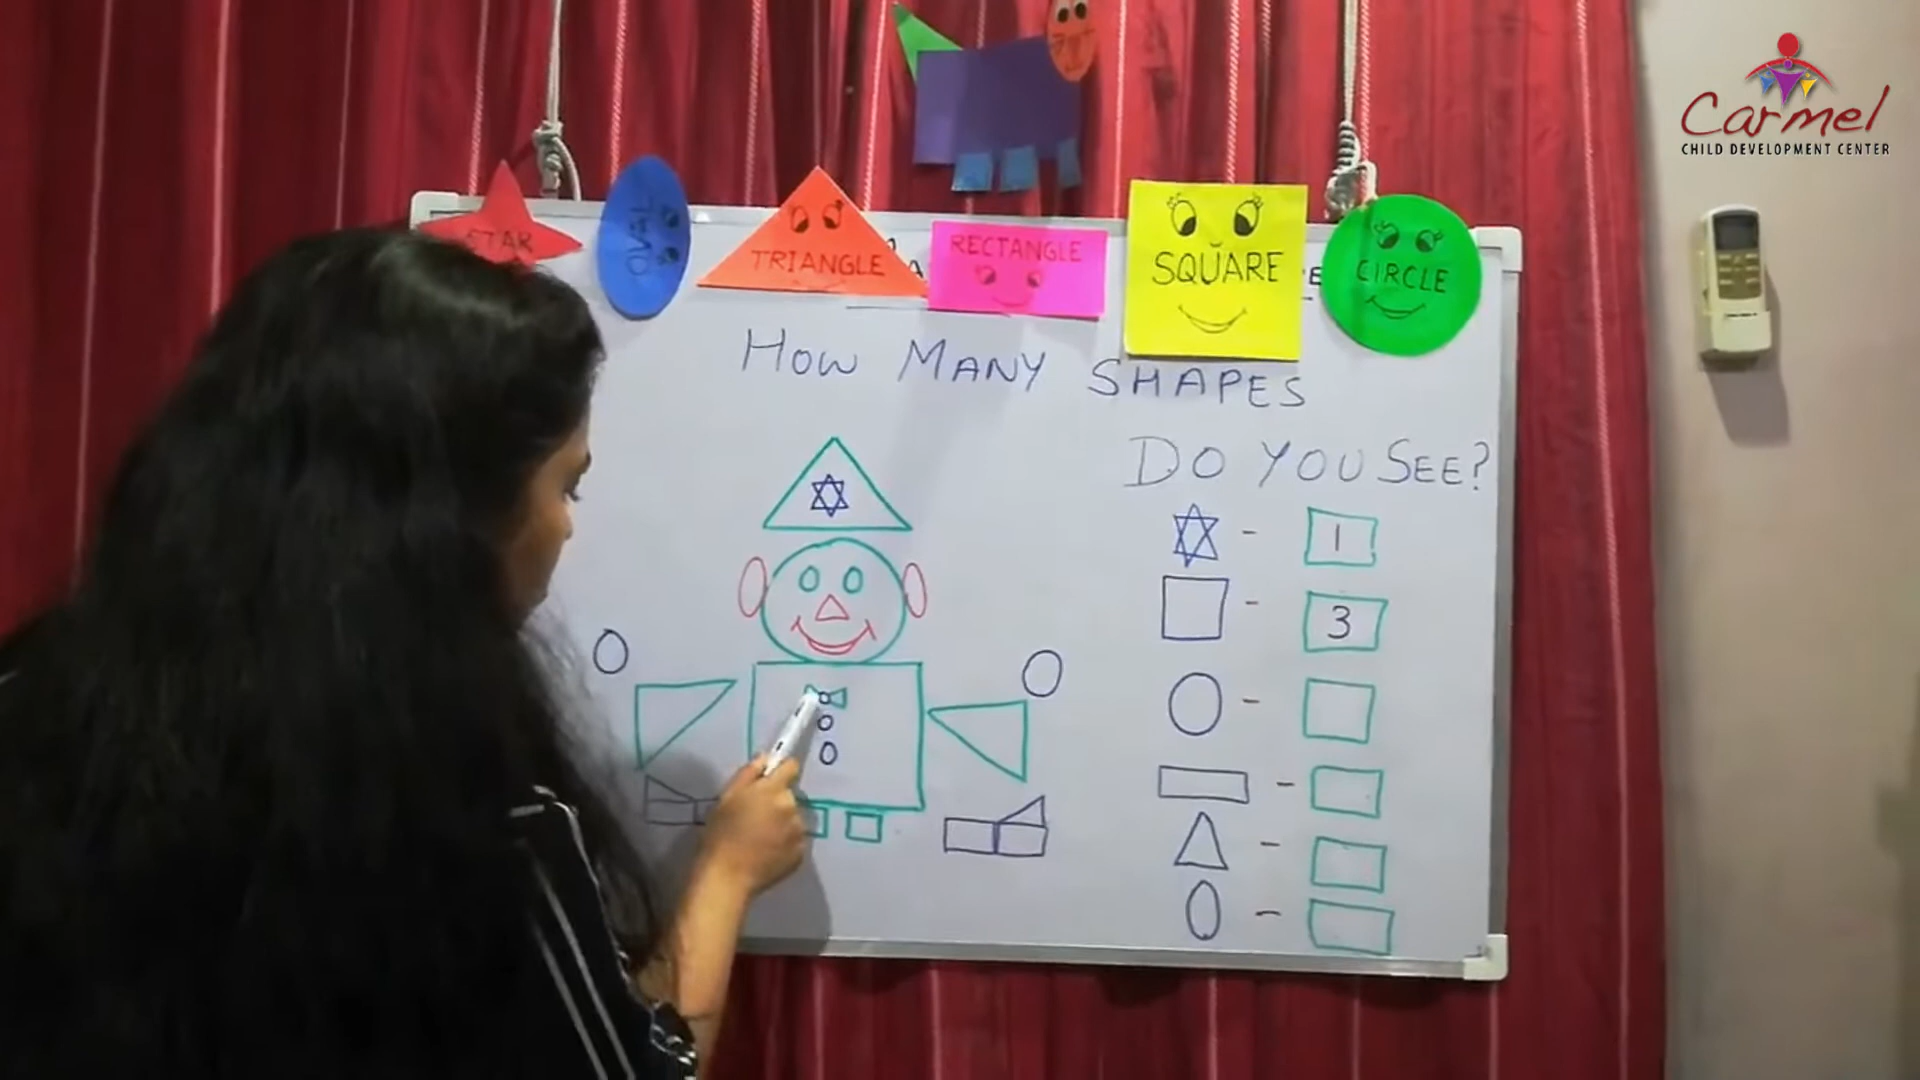 Carmel
CHILD DEVELOPMENT CENTER
STAR
OVAL
TRIANGLE
RECTANGLE
SQUARE
CIRCLE
HOW MANY SHAPES
DO YOU SEE?
- 1
- 3
-
-
-
-